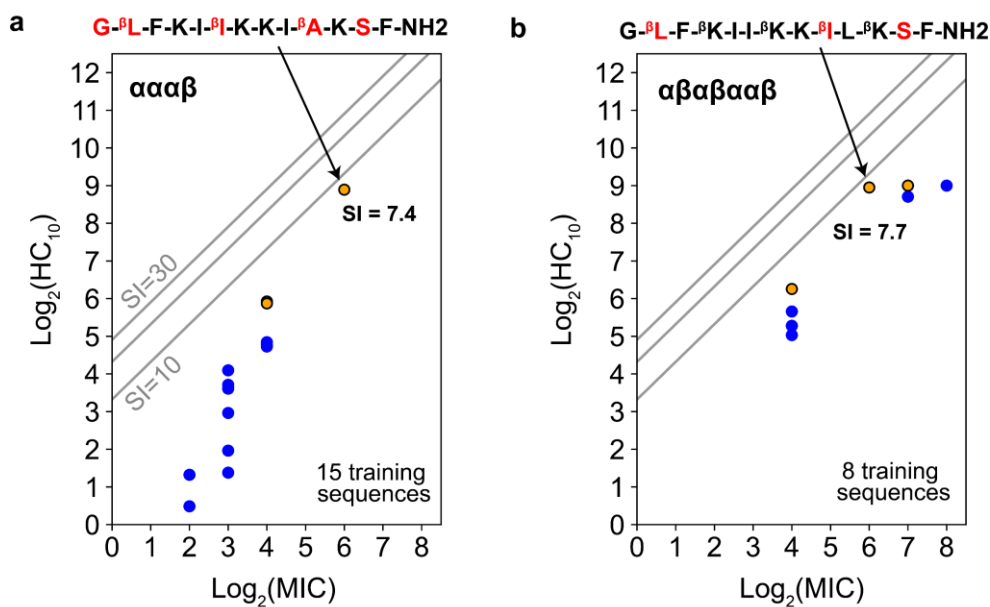 a
G-ᵝL-F-K-I-ᵝI-K-K-I-ᵝA-K-S-F-NH2
αααβ
Log₂(HC₁₀)
12
11
10
9
8
7
6
5
4
3
2
1
0
SI=30
SI=10
SI = 7.4
15 training
sequences
0 1 2 3 4 5 6 7 8
Log₂(MIC)
b
G-ᵝL-F-ᵝK-I-I-ᵝK-K-ᵝI-L-ᵝK-S-F-NH2
αβαβααβ
Log₂(HC₁₀)
12
11
10
9
8
7
6
5
4
3
2
1
0
SI = 7.7
8 training
sequences
0 1 2 3 4 5 6 7 8
Log₂(MIC)